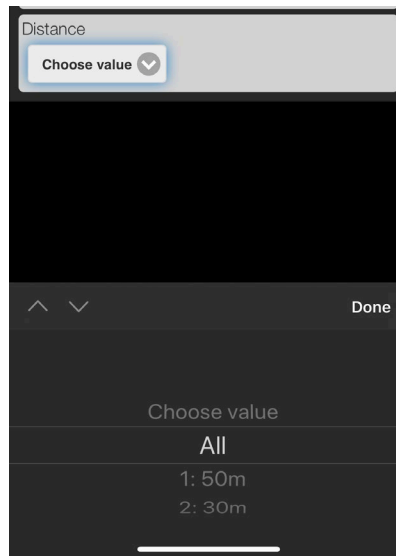 Distance
Choose value
Done
Choose value
All
1: 50m
2: 30m